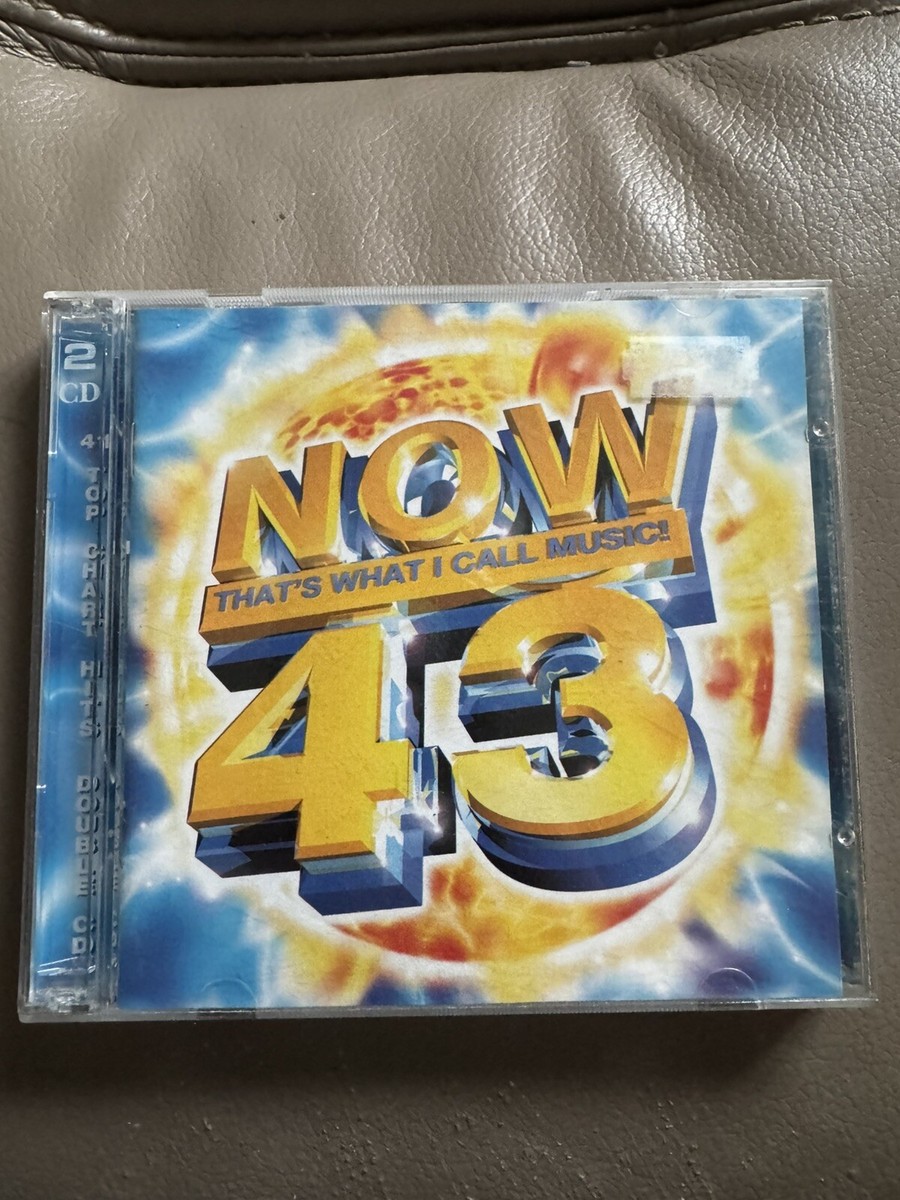 2
CD
41 TOP CHART HITS DOUBLE CD
NOW
THAT'S WHAT I CALL MUSIC!
43